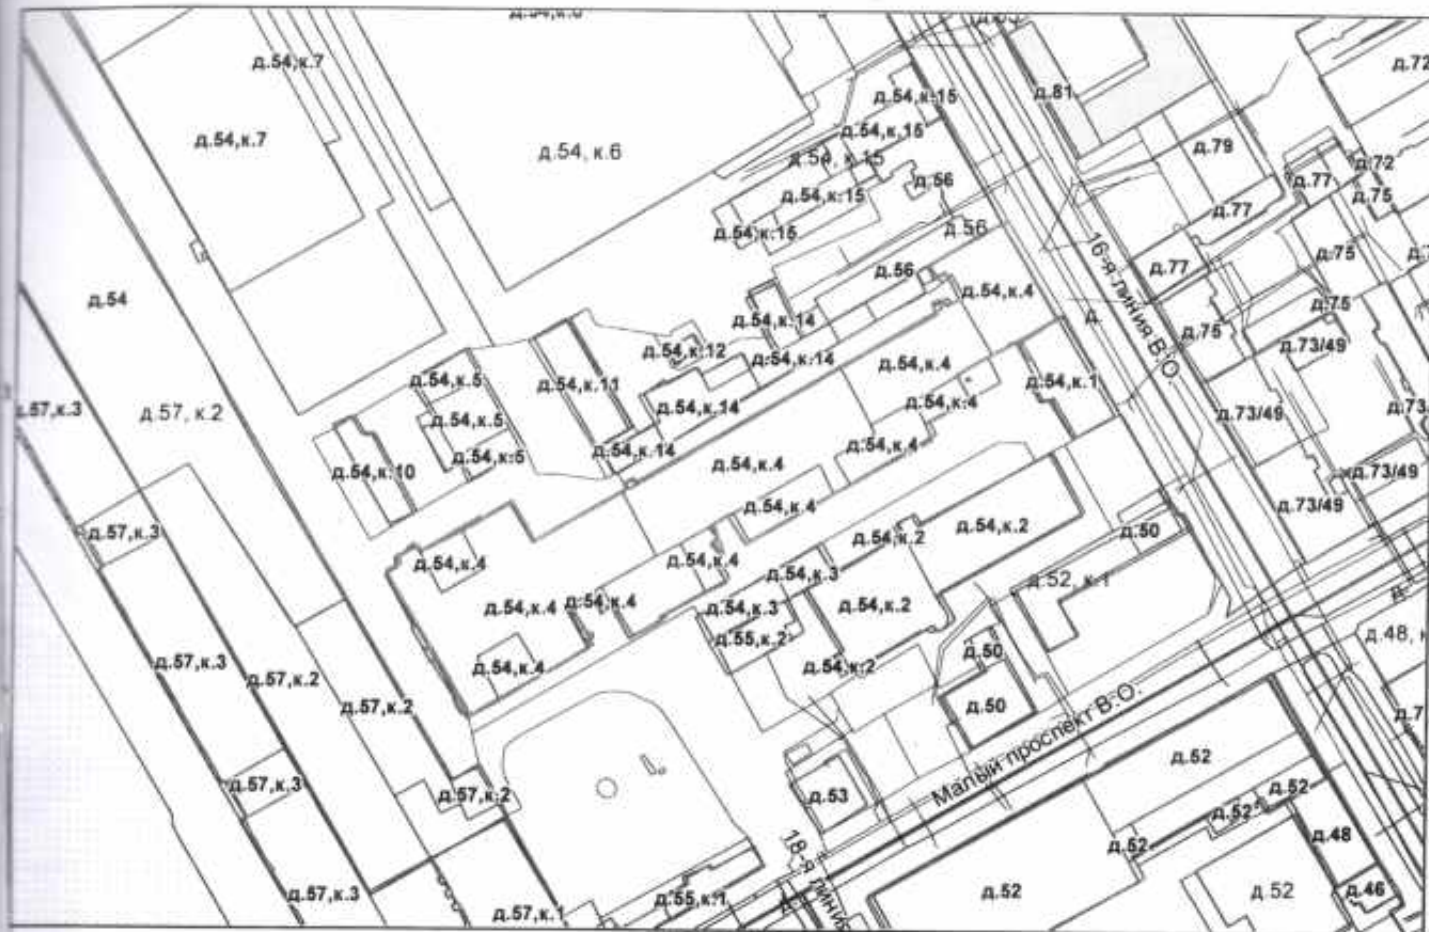 д.54,к.7
д.54,к.15
д.81
д.72
д.54,к.7
д.54, к.6
д.54,к.15
д.79
д.54, к.15
д.72
д.54,к.15
д.56
д.77
д.75
д.54,к.15
д.56
д.77
д.54
д.56
д.54,к.4
16-я линия В.О.
д.77
д.75
д.54,к.14
д.
д.75
д.75
д.54,к.12
д.54,к.14
д.54,к.4
д.73/49
д.54,к.5
д.54,к.11
д.54,к.1
д.57,к.3
д.57, к.2
д.54,к.5
д.54,к.14
д.54,к.4
д.73/49
д.73
д.54,к.5
д.54,к.14
д.54,к.4
д.54,к.10
д.54,к.4
д.73/49
д.54,к.4
д.73/49
д.57,к.3
д.54,к.2
д.54,к.2
д.50
д.54,к.4
д.54,к.4
д.54,к.3
д.52, к.1
д.54,к.4
д.54,к.4
д.54,к.3
д.54,к.2
д.55,к.2
д.48,
д.57,к.3
д.57,к.2
д.54,к.4
д.54,к.2
д.50
д.57,к.2
д.50
Малый проспект В.О.
д.57,к.3
д.57,к.2
д.53
д.52
д.52
д.52
д.52
д.48
18-я линия
д.57,к.3
д.57,к.1
д.55,к.1
д.52
д.52
д.46